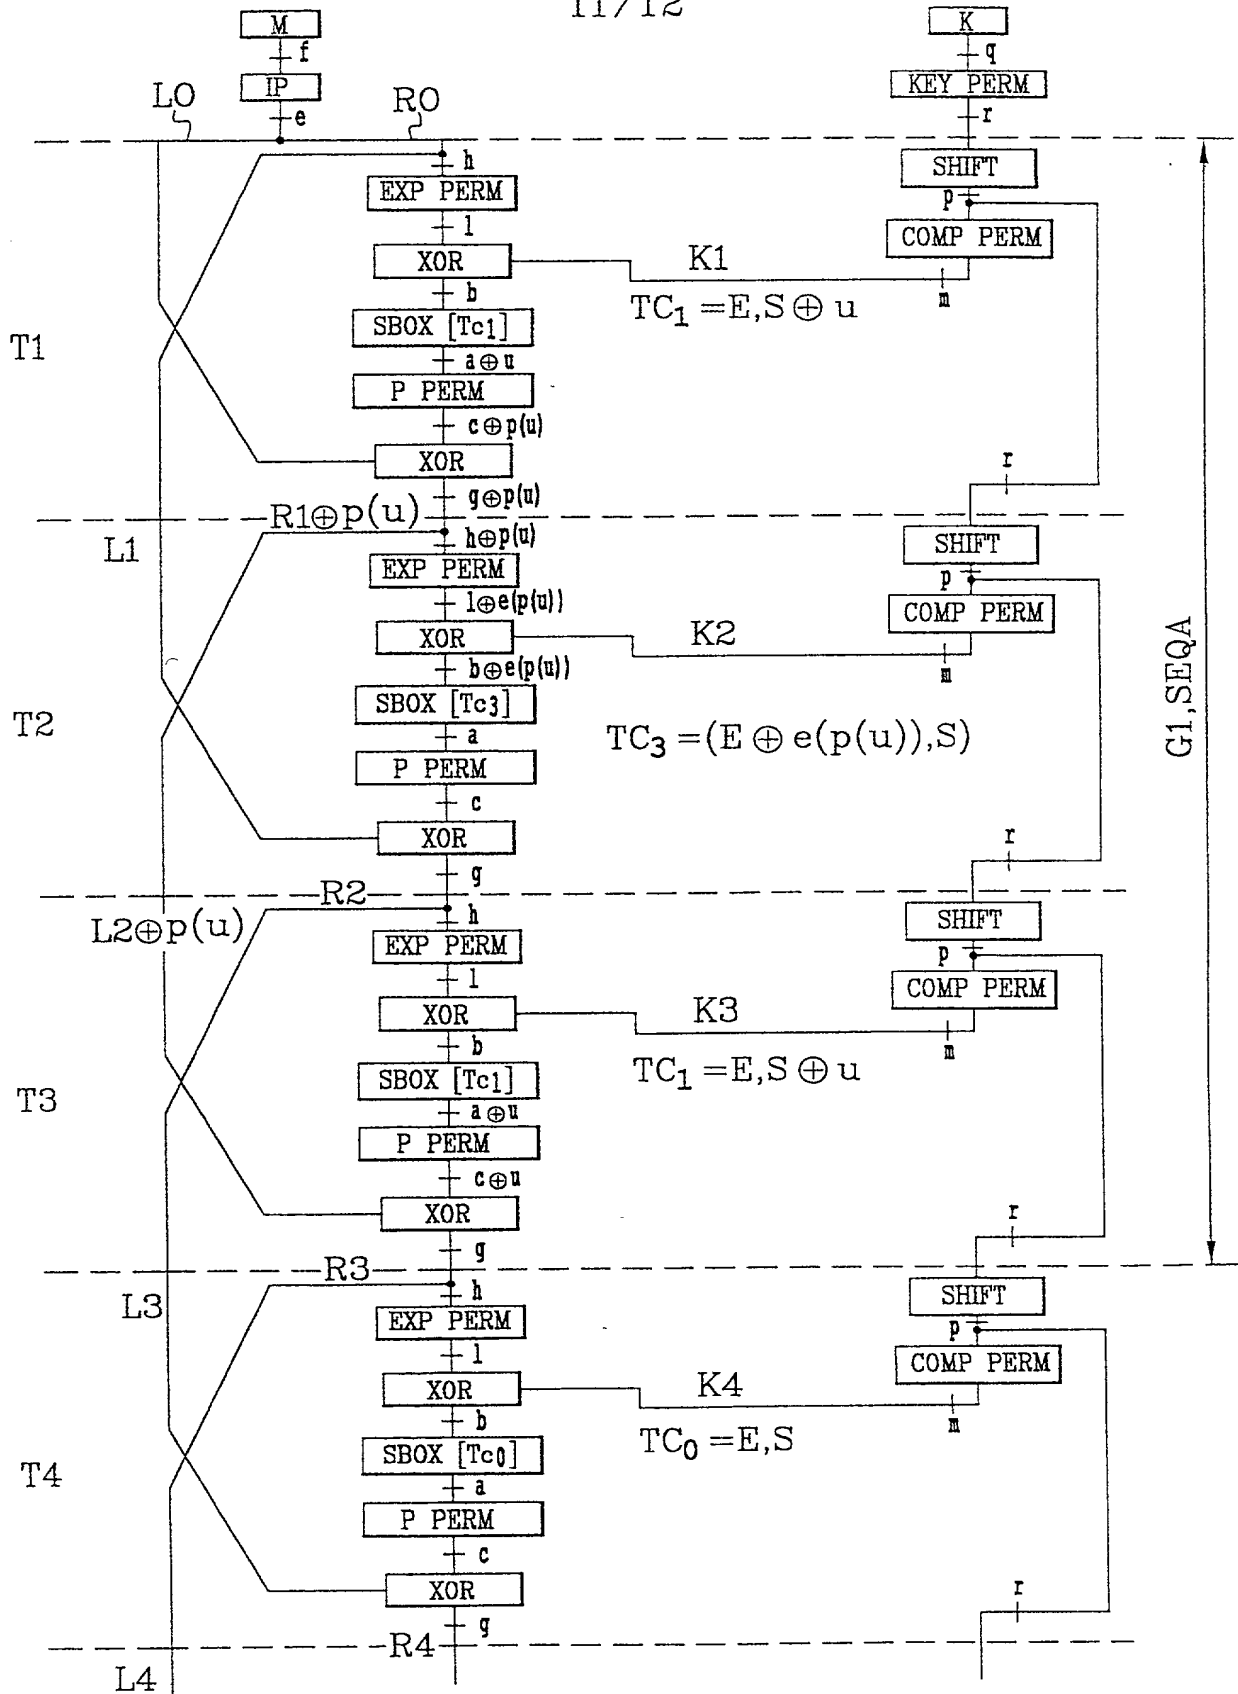 11/12
M
K
f
q
IP
KEY PERM
L0
e
R0
r
h
SHIFT
EXP PERM
p
l
COMP PERM
XOR
K1
m
b
TC1 =E,S ⊕ u
SBOX [Tc1]
T1
a⊕u
P PERM
c⊕p(u)
XOR
r
g⊕p(u)
R1⊕p(u)
L1
h⊕p(u)
SHIFT
EXP PERM
p
l⊕e(p(u))
COMP PERM
XOR
K2
m
b⊕e(p(u))
G1,SEQA
SBOX [Tc3]
T2
a
TC3 =(E ⊕ e(p(u)),S)
P PERM
c
XOR
r
g
R2
L2⊕p(u)
h
SHIFT
EXP PERM
p
l
COMP PERM
XOR
K3
m
b
TC1 =E,S ⊕ u
SBOX [Tc1]
T3
a⊕u
P PERM
c⊕u
XOR
r
g
R3
L3
h
SHIFT
EXP PERM
p
l
COMP PERM
XOR
K4
m
b
TC0 =E,S
SBOX [Tc0]
T4
a
P PERM
c
XOR
r
g
R4
L4